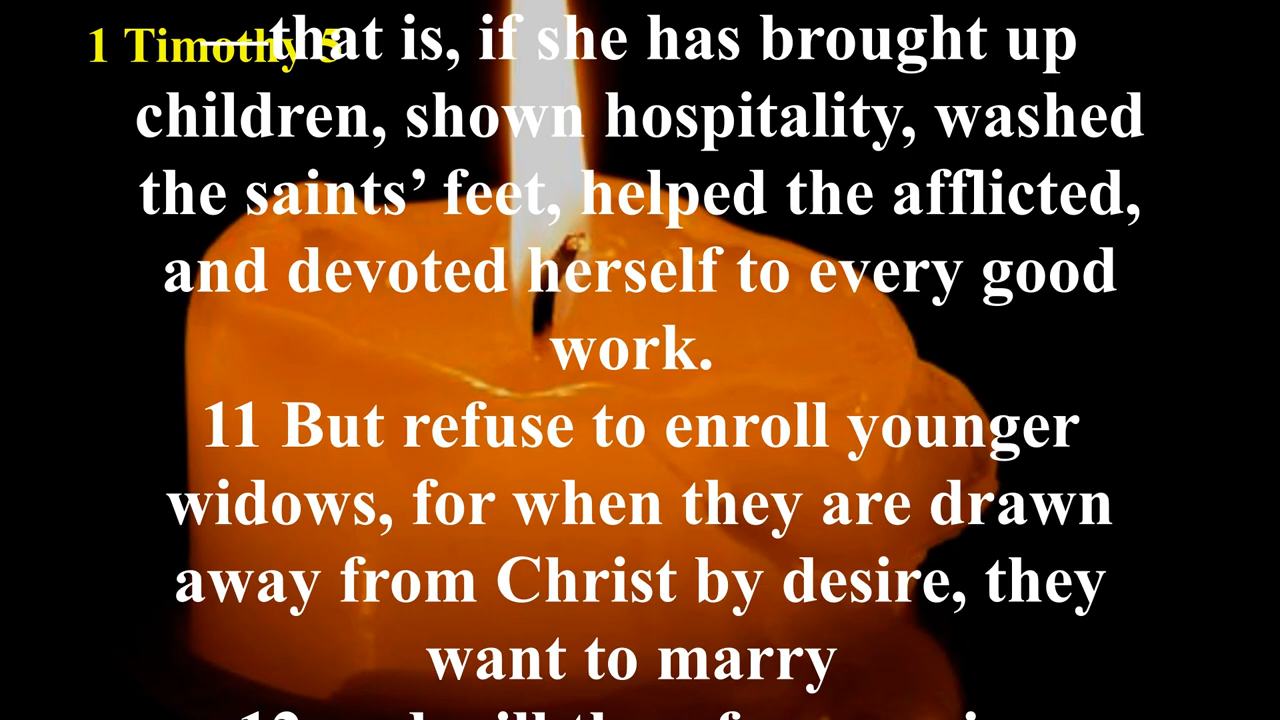 1 Timothy 5
—that is, if she has brought up
children, shown hospitality, washed
the saints’ feet, helped the afflicted,
and devoted herself to every good
work.
11 But refuse to enroll younger
widows, for when they are drawn
away from Christ by desire, they
want to marry